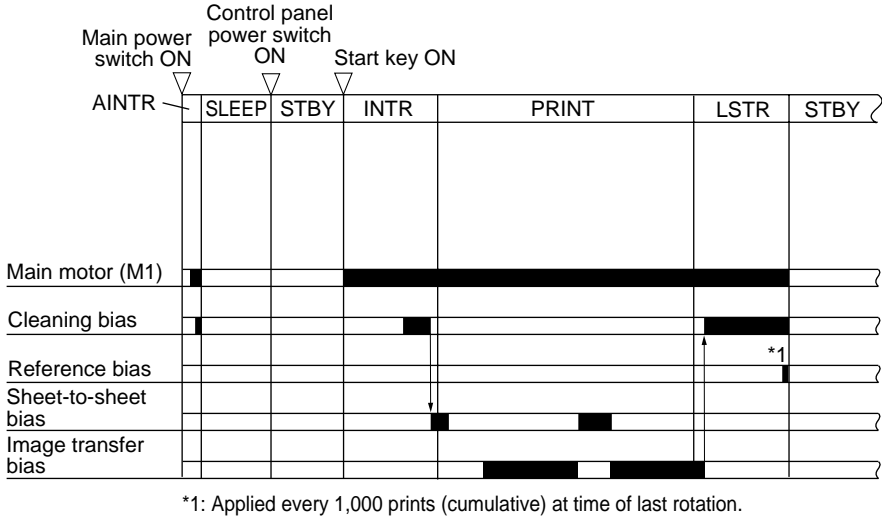 Main power
switch ON
Control panel
power switch
ON
Start key ON
AINTR
SLEEP
STBY
INTR
PRINT
LSTR
STBY
Main motor (M1)
Cleaning bias
Reference bias
*1
Sheet-to-sheet
bias
Image transfer
bias
*1: Applied every 1,000 prints (cumulative) at time of last rotation.